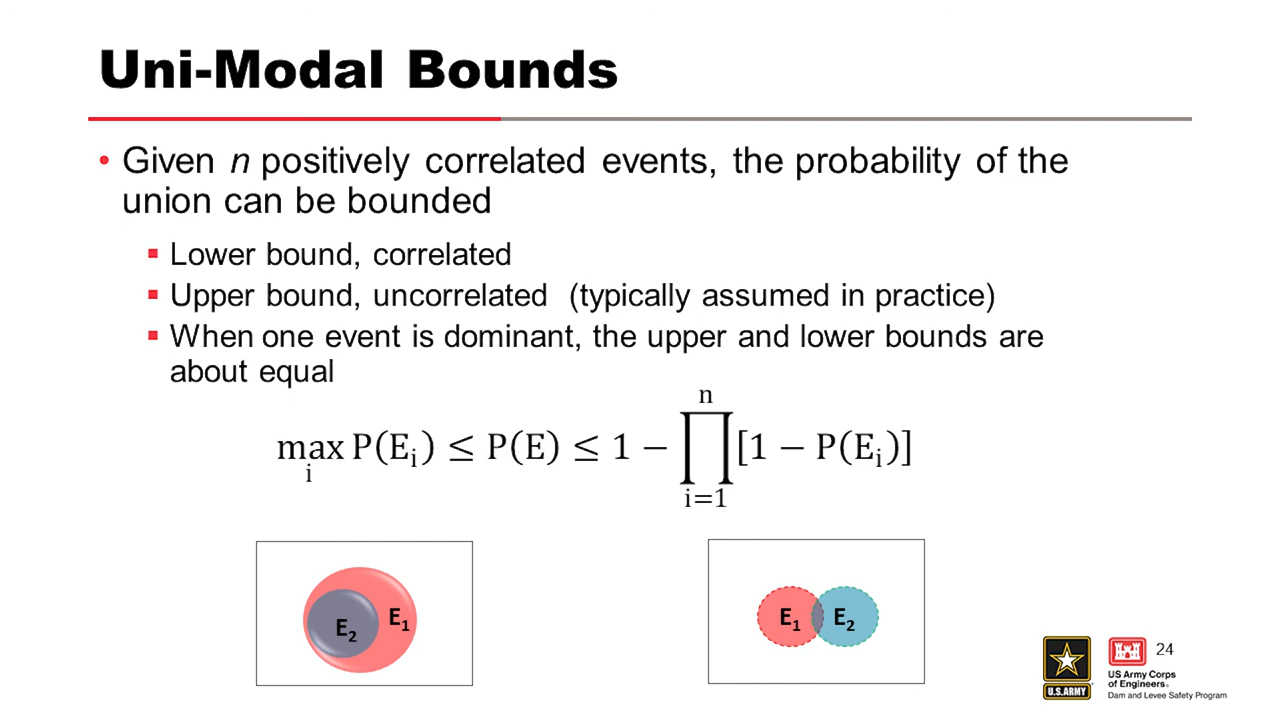 Uni-Modal Bounds
• Given n positively correlated events, the probability of the
union can be bounded
▪ Lower bound, correlated
▪ Upper bound, uncorrelated (typically assumed in practice)
▪ When one event is dominant, the upper and lower bounds are
about equal
max_i P(E_i) ≤ P(E) ≤ 1 − ∏_{i=1}^{n} [1 − P(E_i)]
E₂ E₁
E₁ E₂
24
U.S.ARMY
US Army Corps
of Engineers®
Dam and Levee Safety Program